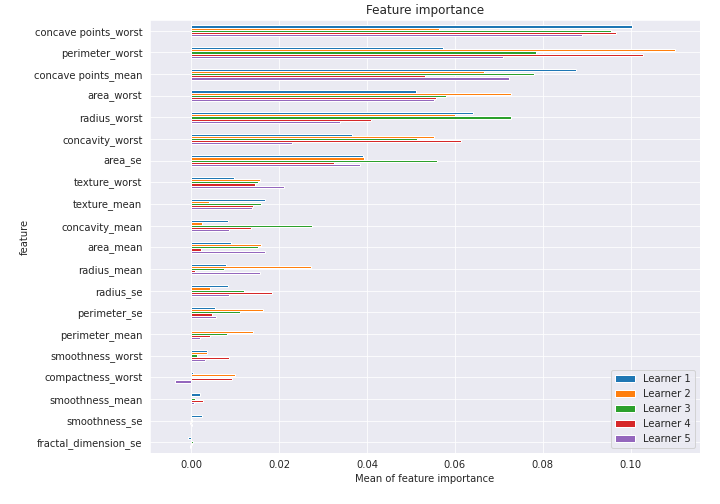 Feature importance
concave points_worst
perimeter_worst
concave points_mean
area_worst
radius_worst
concavity_worst
area_se
texture_worst
texture_mean
concavity_mean
area_mean
radius_mean
radius_se
perimeter_se
perimeter_mean
smoothness_worst
compactness_worst
smoothness_mean
smoothness_se
fractal_dimension_se
feature
0.00 0.02 0.04 0.06 0.08 0.10
Mean of feature importance
Learner 1
Learner 2
Learner 3
Learner 4
Learner 5